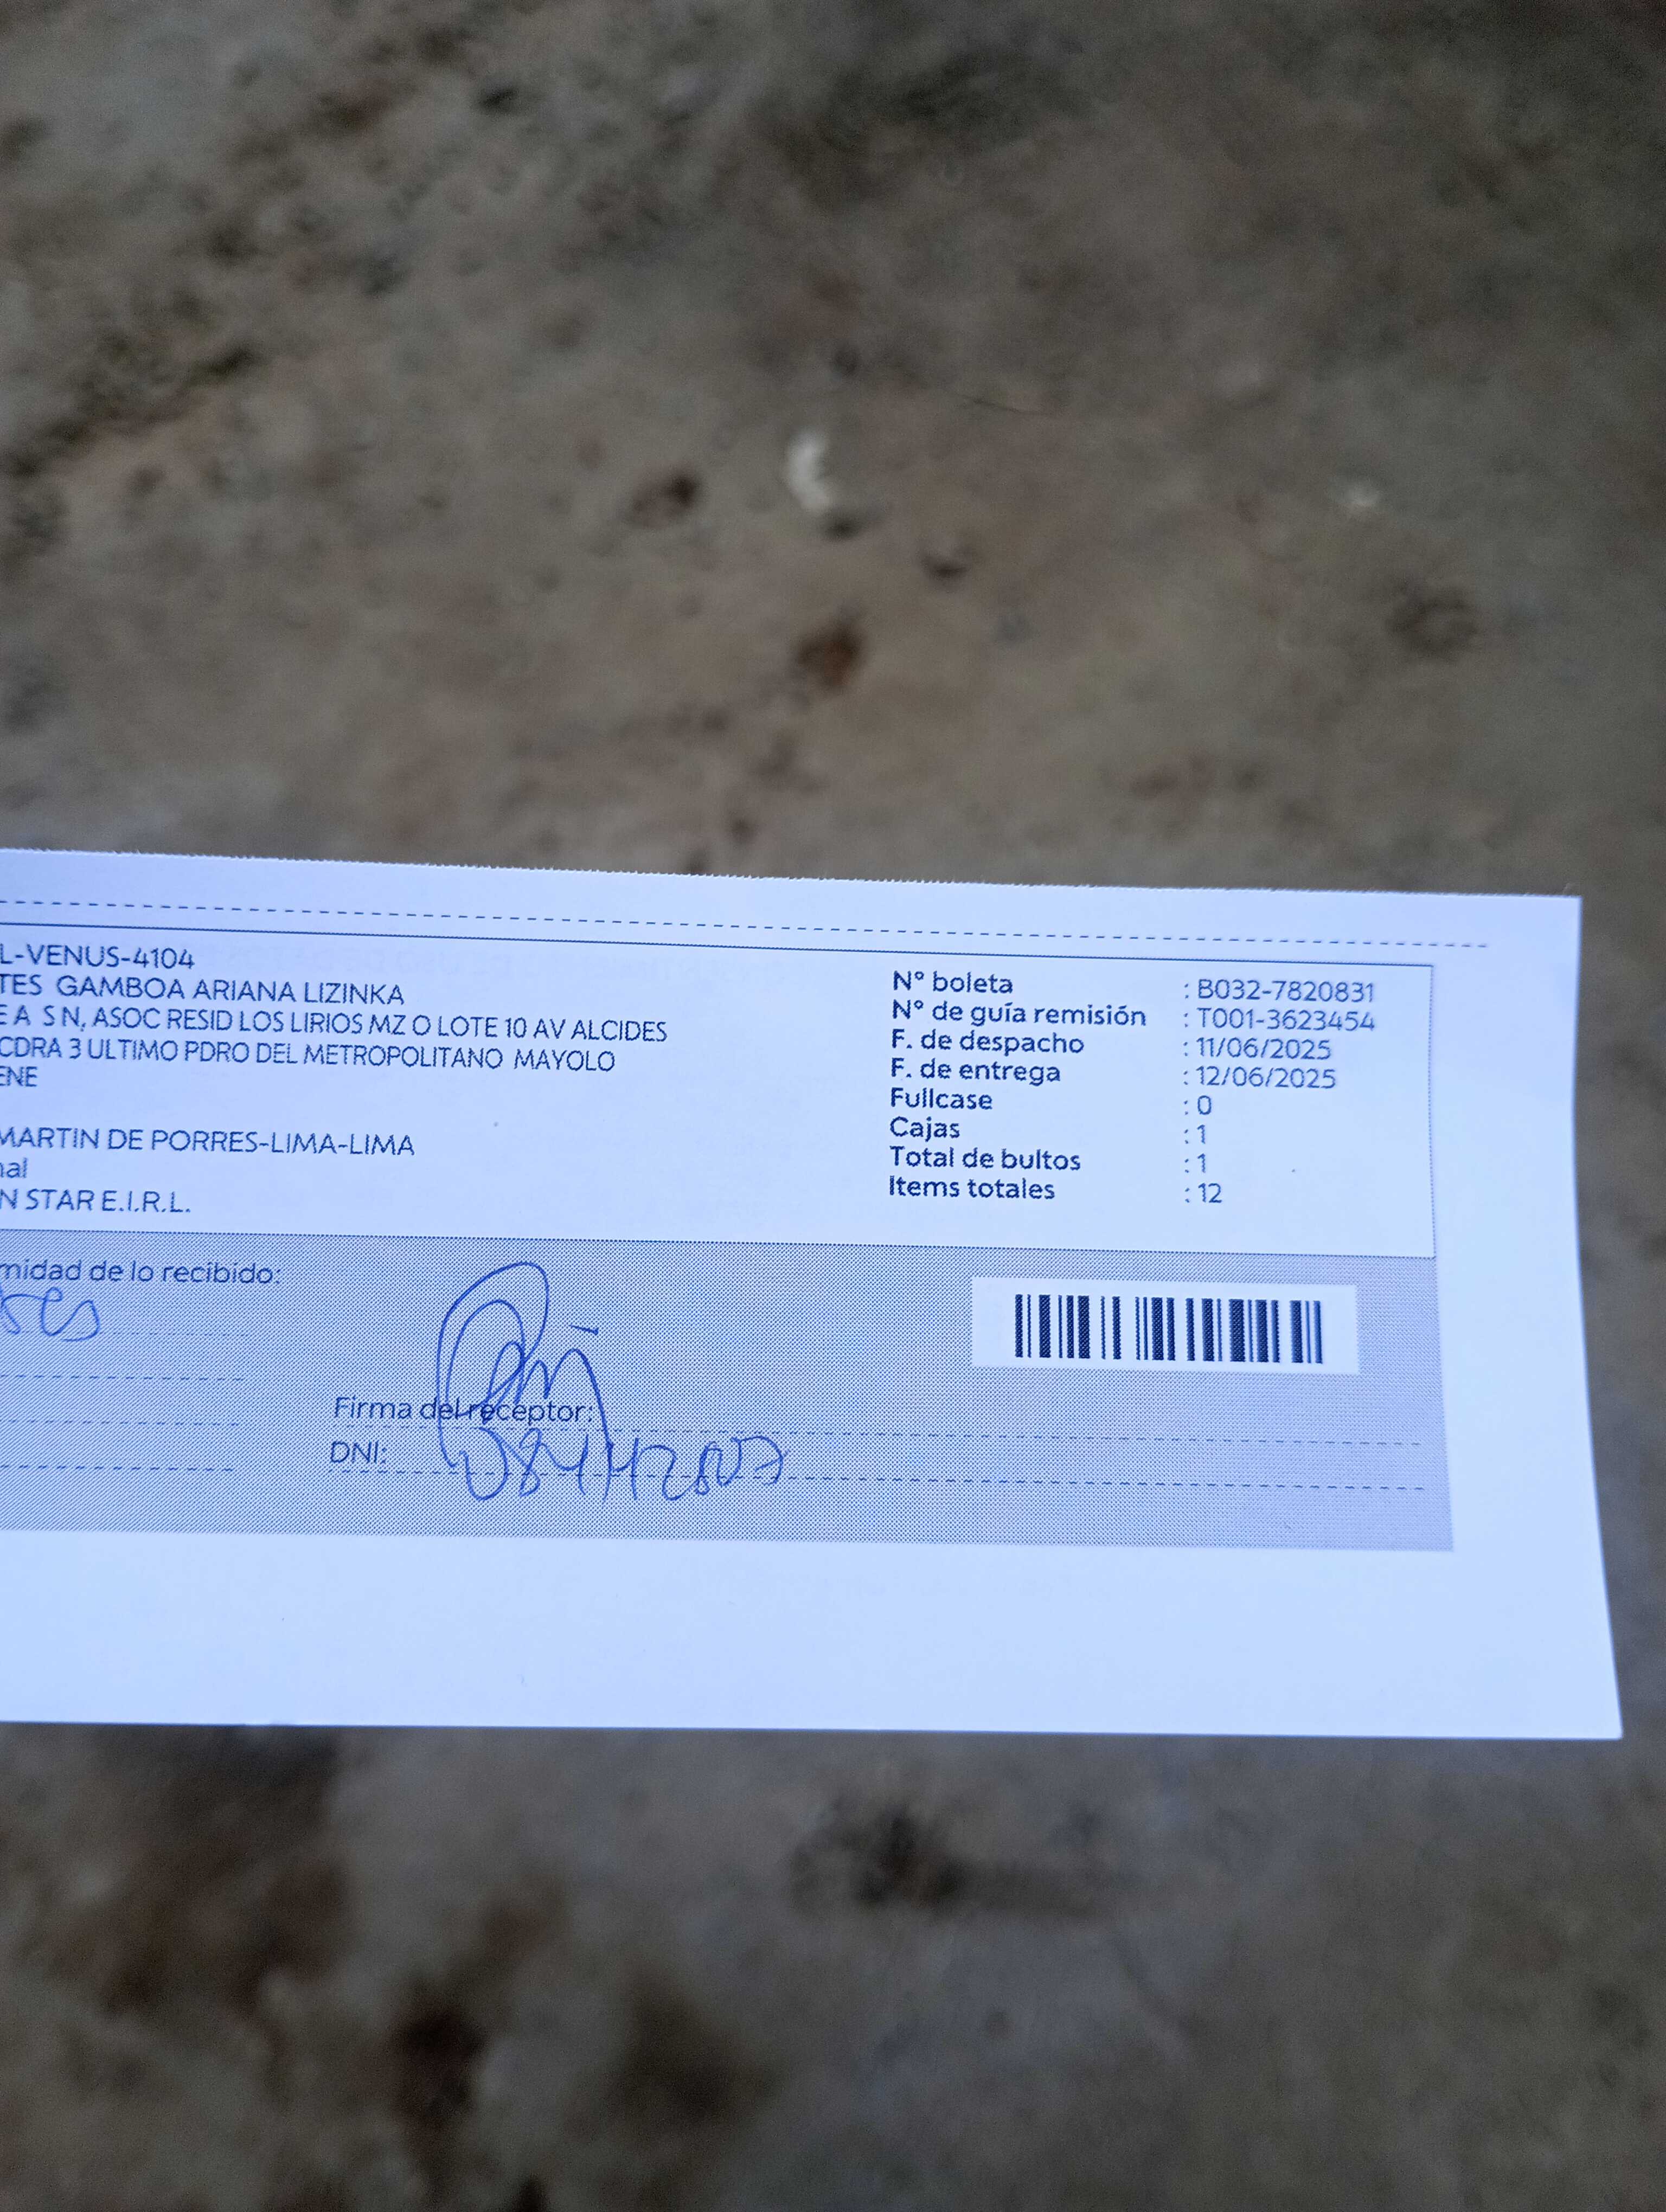 L-VENUS-4104
TES GAMBOA ARIANA LIZINKA
E A S N, ASOC RESID LOS LIRIOS MZ O LOTE 10 AV ALCIDES
CDRA 3 ULTIMO PDRO DEL METROPOLITANO MAYOLO
ENE
MARTIN DE PORRES-LIMA-LIMA
nal
N STAR E.I.R.L.
N° boleta : B032-7820831
N° de guía remisión : T001-3623454
F. de despacho : 11/06/2025
F. de entrega : 12/06/2025
Fullcase : 0
Cajas : 1
Total de bultos : 1
Items totales : 12
midad de lo recibido:
Firma del receptor:
DNI: